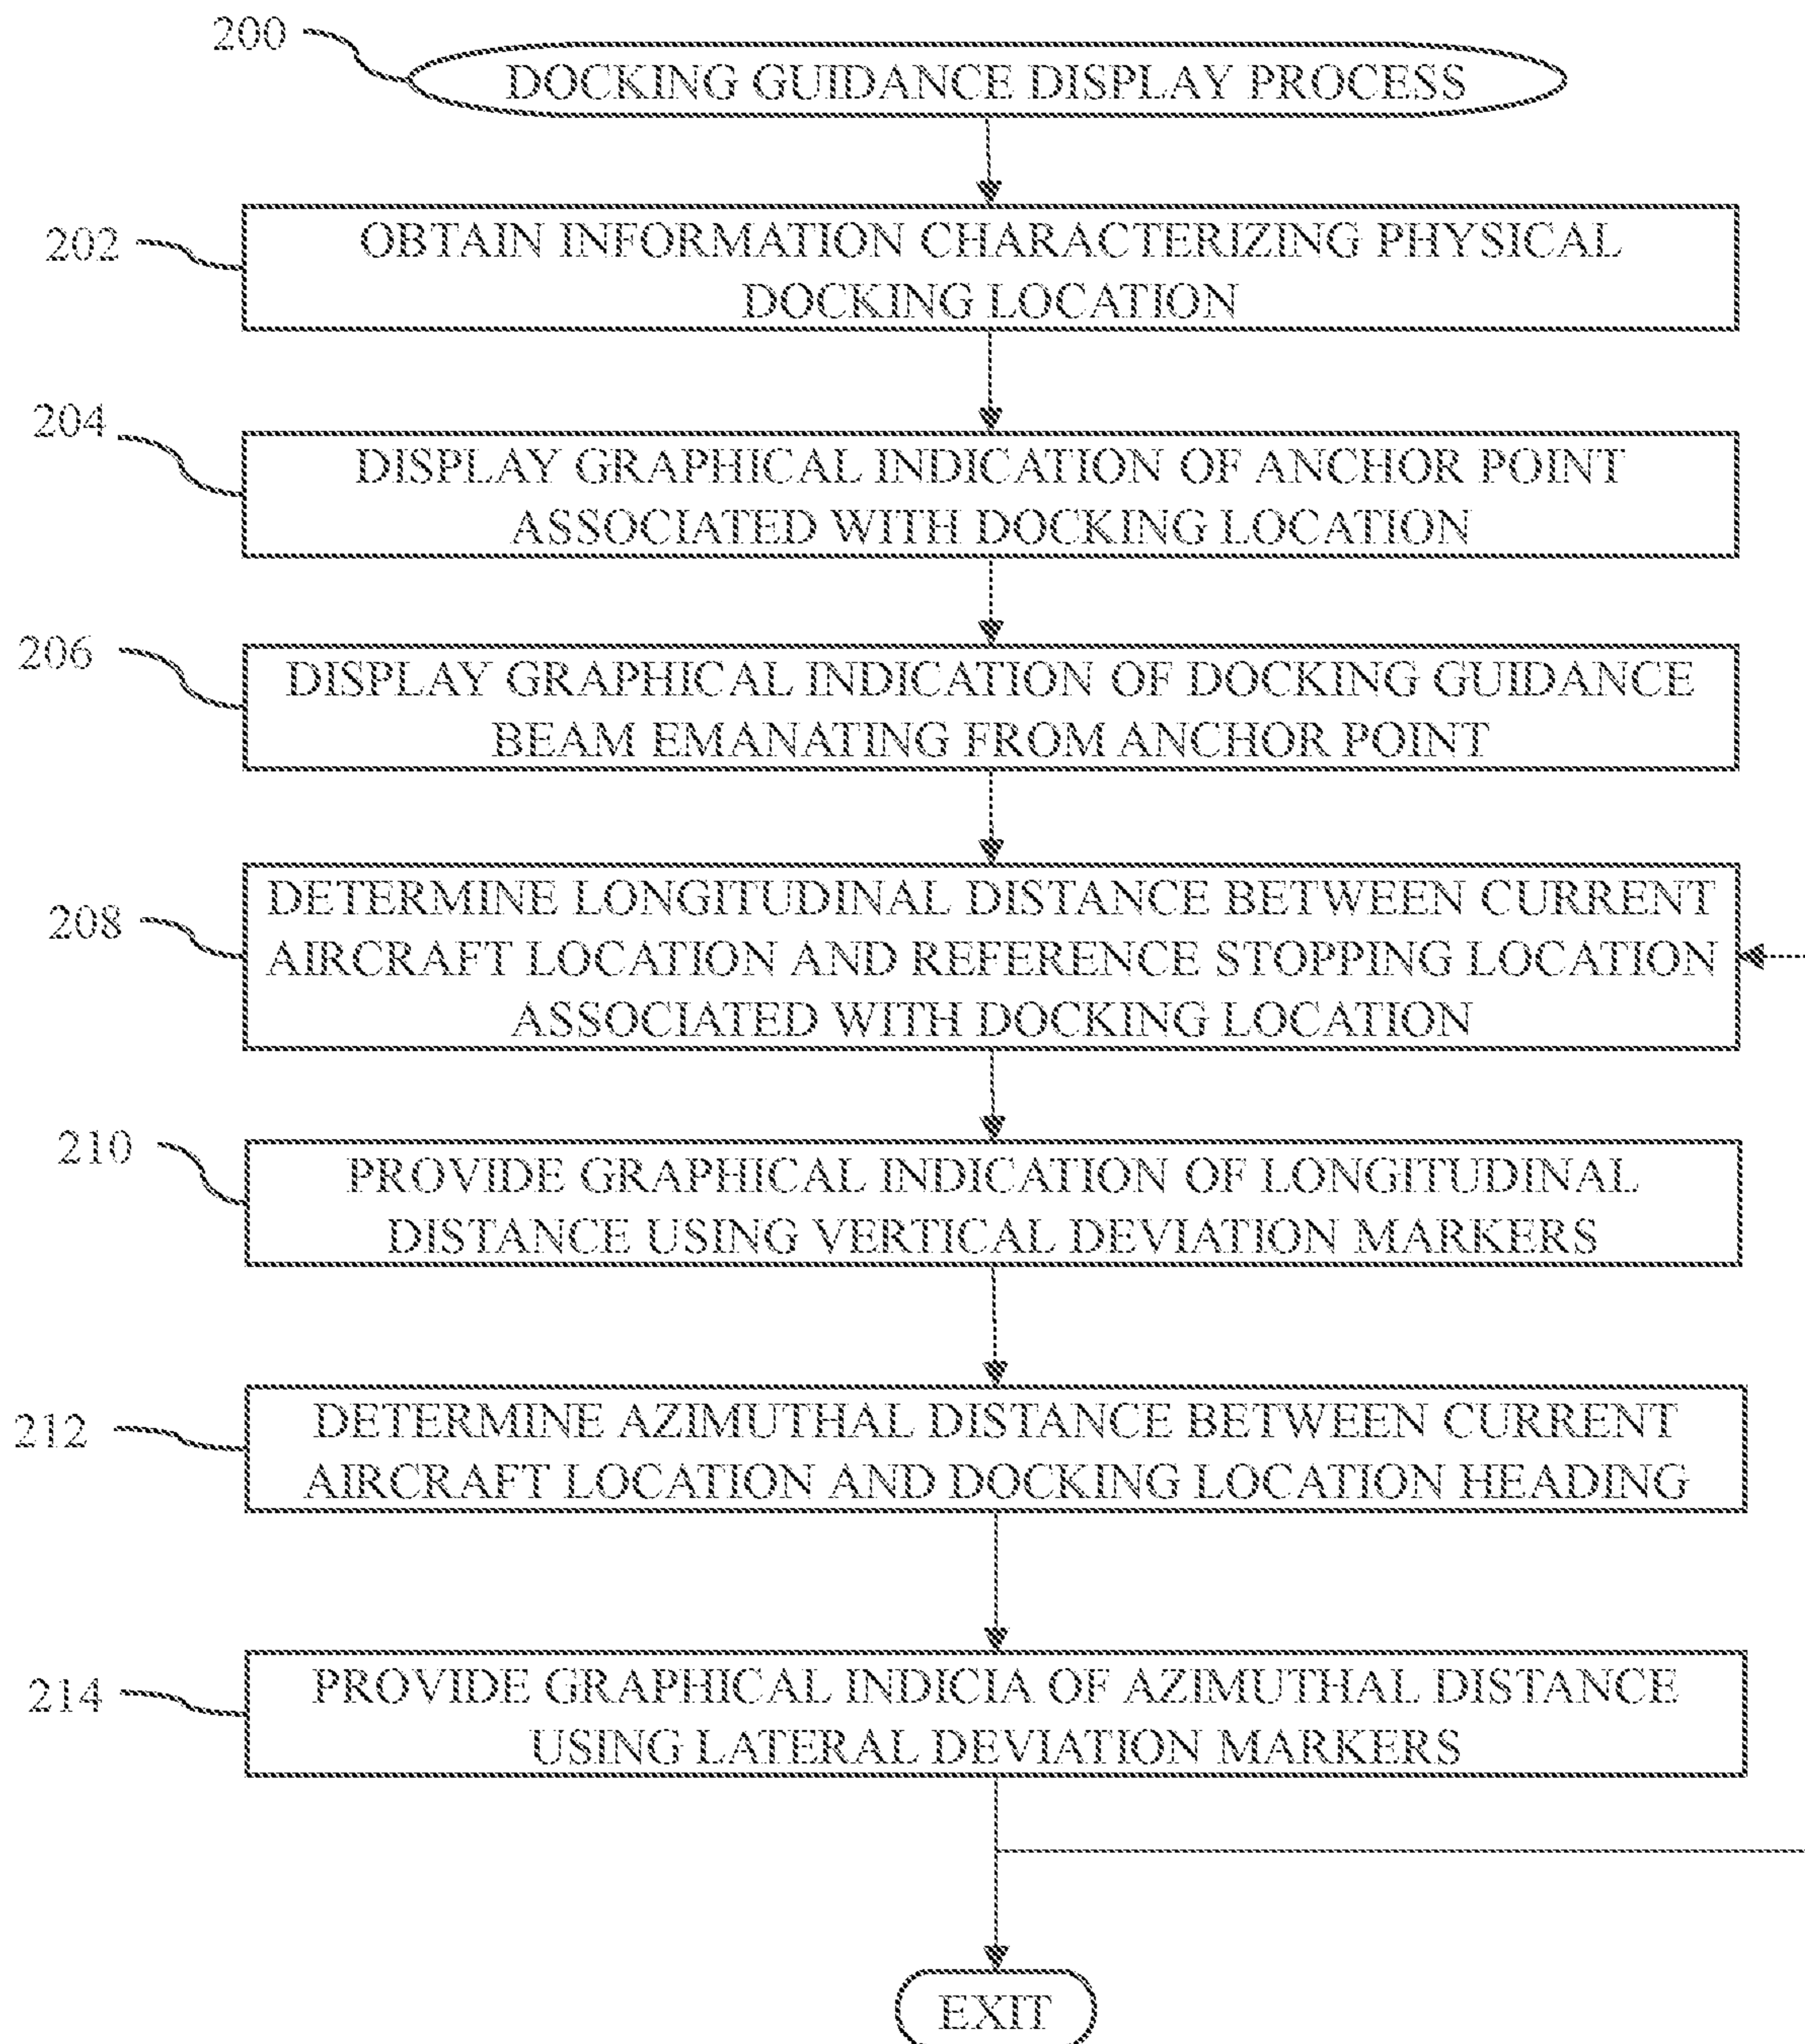 200
DOCKING GUIDANCE DISPLAY PROCESS
202
OBTAIN INFORMATION CHARACTERIZING PHYSICAL
DOCKING LOCATION
204
DISPLAY GRAPHICAL INDICATION OF ANCHOR POINT
ASSOCIATED WITH DOCKING LOCATION
206
DISPLAY GRAPHICAL INDICATION OF DOCKING GUIDANCE
BEAM EMANATING FROM ANCHOR POINT
208
DETERMINE LONGITUDINAL DISTANCE BETWEEN CURRENT
AIRCRAFT LOCATION AND REFERENCE STOPPING LOCATION
ASSOCIATED WITH DOCKING LOCATION
210
PROVIDE GRAPHICAL INDICATION OF LONGITUDINAL
DISTANCE USING VERTICAL DEVIATION MARKERS
212
DETERMINE AZIMUTHAL DISTANCE BETWEEN CURRENT
AIRCRAFT LOCATION AND DOCKING LOCATION HEADING
214
PROVIDE GRAPHICAL INDICIA OF AZIMUTHAL DISTANCE
USING LATERAL DEVIATION MARKERS
EXIT